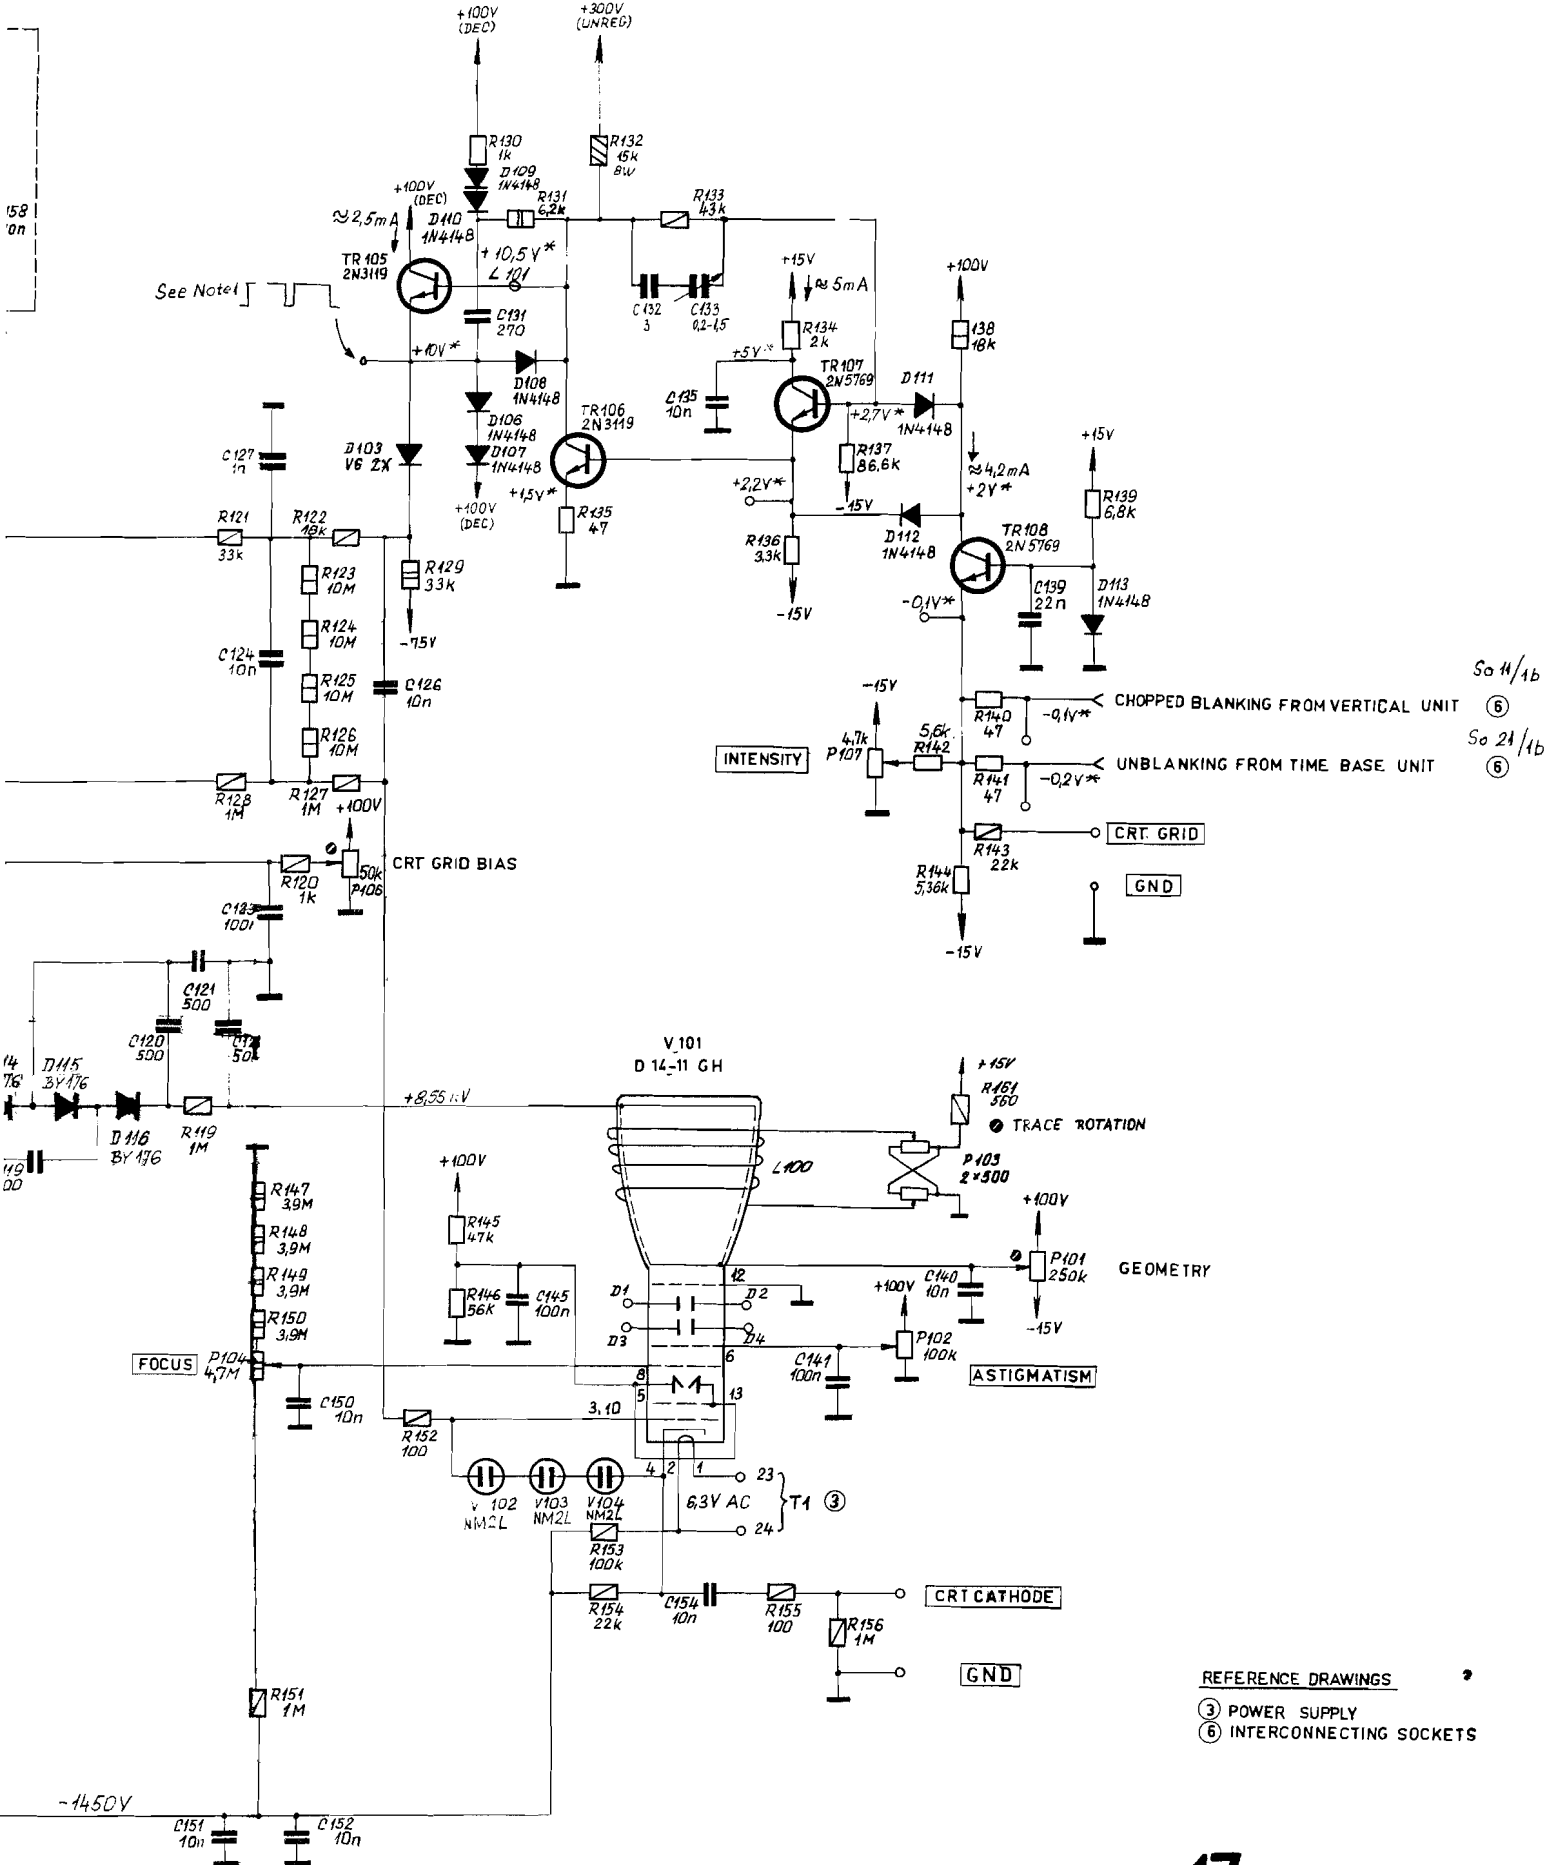 +100V
(DEC)
+300V
(UNREG)
R130
1k
D109
1N4148
R132
15k
8W
+100V
(DEC)
≈2,5mA
D110
1N4148
R131
6,2k
R133
43k
+10,5V*
L101
TR105
2N3119
See Note1
C131
270
C132
3
C133
0,2-1,5
+15V
≈5mA
R134
2k
+100V
138
18k
+10V*
D108
1N4148
+5V*
TR107
2N5769
D111
1N4148
C135
10n
+2,7V*
D106
1N4148
D107
1N4148
+100V
(DEC)
TR106
2N3119
C127
1n
D103
+1,5V*
R135
47
R137
86,6k
-15V
+2,2V*
≈4,2mA
+2V*
+15V
R139
6,8k
R121
33k
R122
18k
R136
3,3k
-15V
D112
1N4148
TR108
2N5769
R123
10M
R129
33k
-75V
R124
10M
C124
10n
R125
10M
C126
10n
R126
10M
C139
22n
D113
1N4148
-0,1V*
So 11/1b
-15V
R140
47
-0,1V*
CHOPPED BLANKING FROM VERTICAL UNIT
6
So 21/1b
INTENSITY
4,7k
P107
5,6k
R142
R141
47
-0,2V*
UNBLANKING FROM TIME BASE UNIT
6
R128
1M
R127
1M
+100V
R143
22k
CRT GRID
R120
1k
50k
P106
CRT GRID BIAS
R144
5,36k
-15V
GND
C123
C121
500
C120
500
D115
BY176
D116
BY176
R119
1M
V101
D14-11 GH
L100
+15V
R161
560
TRACE ROTATION
P103
2×500
R147
3,9M
R148
3,9M
R149
3,9M
R150
3,9M
+100V
R145
47k
R146
56K
C145
100n
D1
D2
D3
D4
12
C140
10n
+100V
P101
250k
-15V
GEOMETRY
+100V
P102
100k
ASTIGMATISM
6
C141
100n
FOCUS
P104
4,7M
C150
10n
8
5
13
3,10
R152
100
4
2
1
23
6,3V AC
T1
3
24
V102
NM2L
V103
NM2L
V104
NM2L
R153
100k
R154
22k
C154
10n
R155
100
CRT CATHODE
R156
1M
GND
R151
1M
-1450V
C151
10n
C152
10n
REFERENCE DRAWINGS
3 POWER SUPPLY
6 INTERCONNECTING SOCKETS